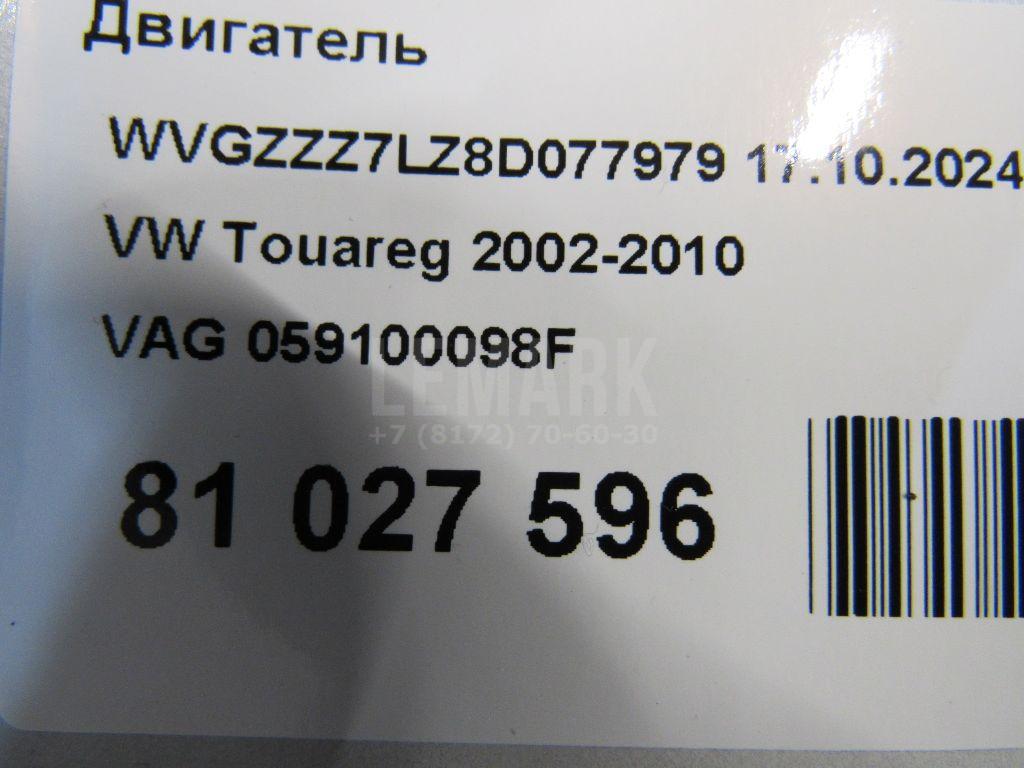 Двигатель
WVGZZZ7LZ8D077979 17.10.2024
VW Touareg 2002-2010
VAG 059100098F
LEMARK
+7 (8172) 70-60-30
81 027 596